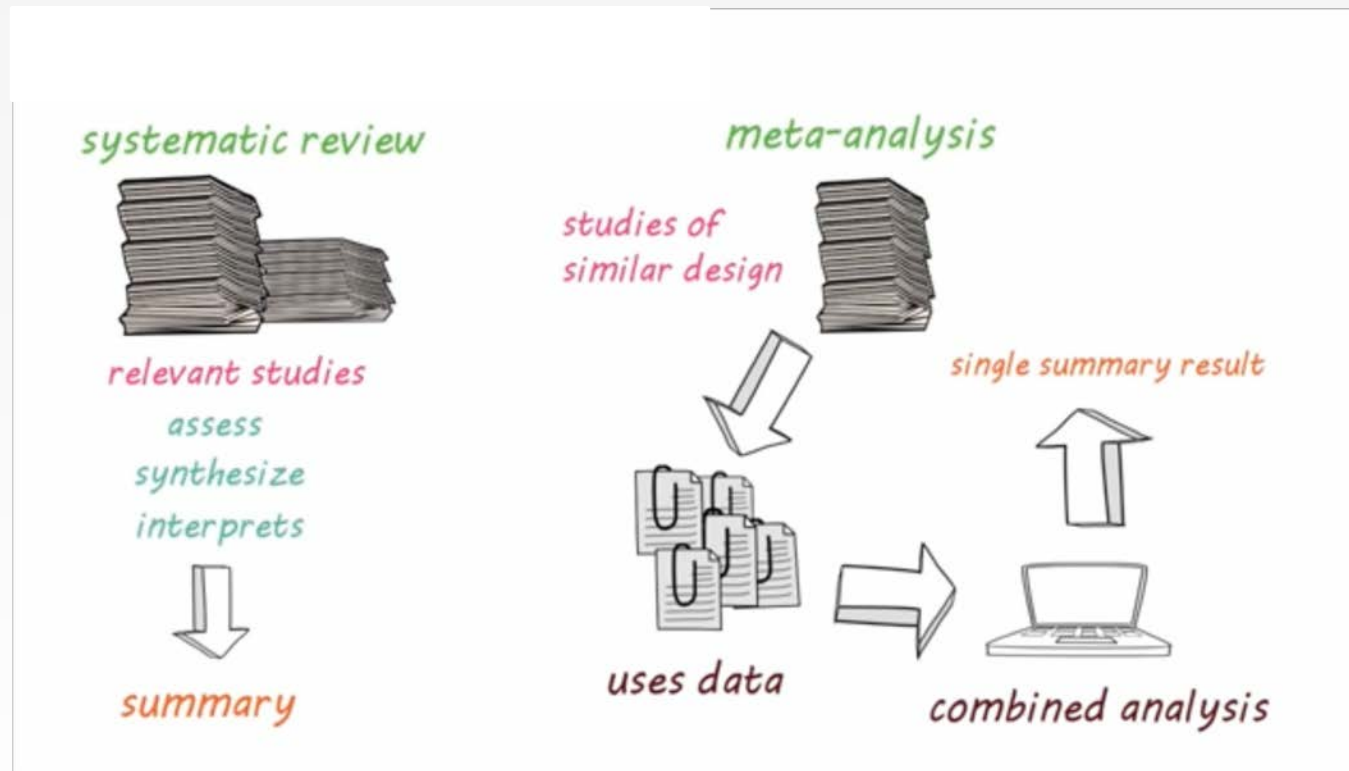 systematic review
relevant studies
assess
synthesize
interprets
summary
meta-analysis
studies of
similar design
uses data
combined analysis
single summary result